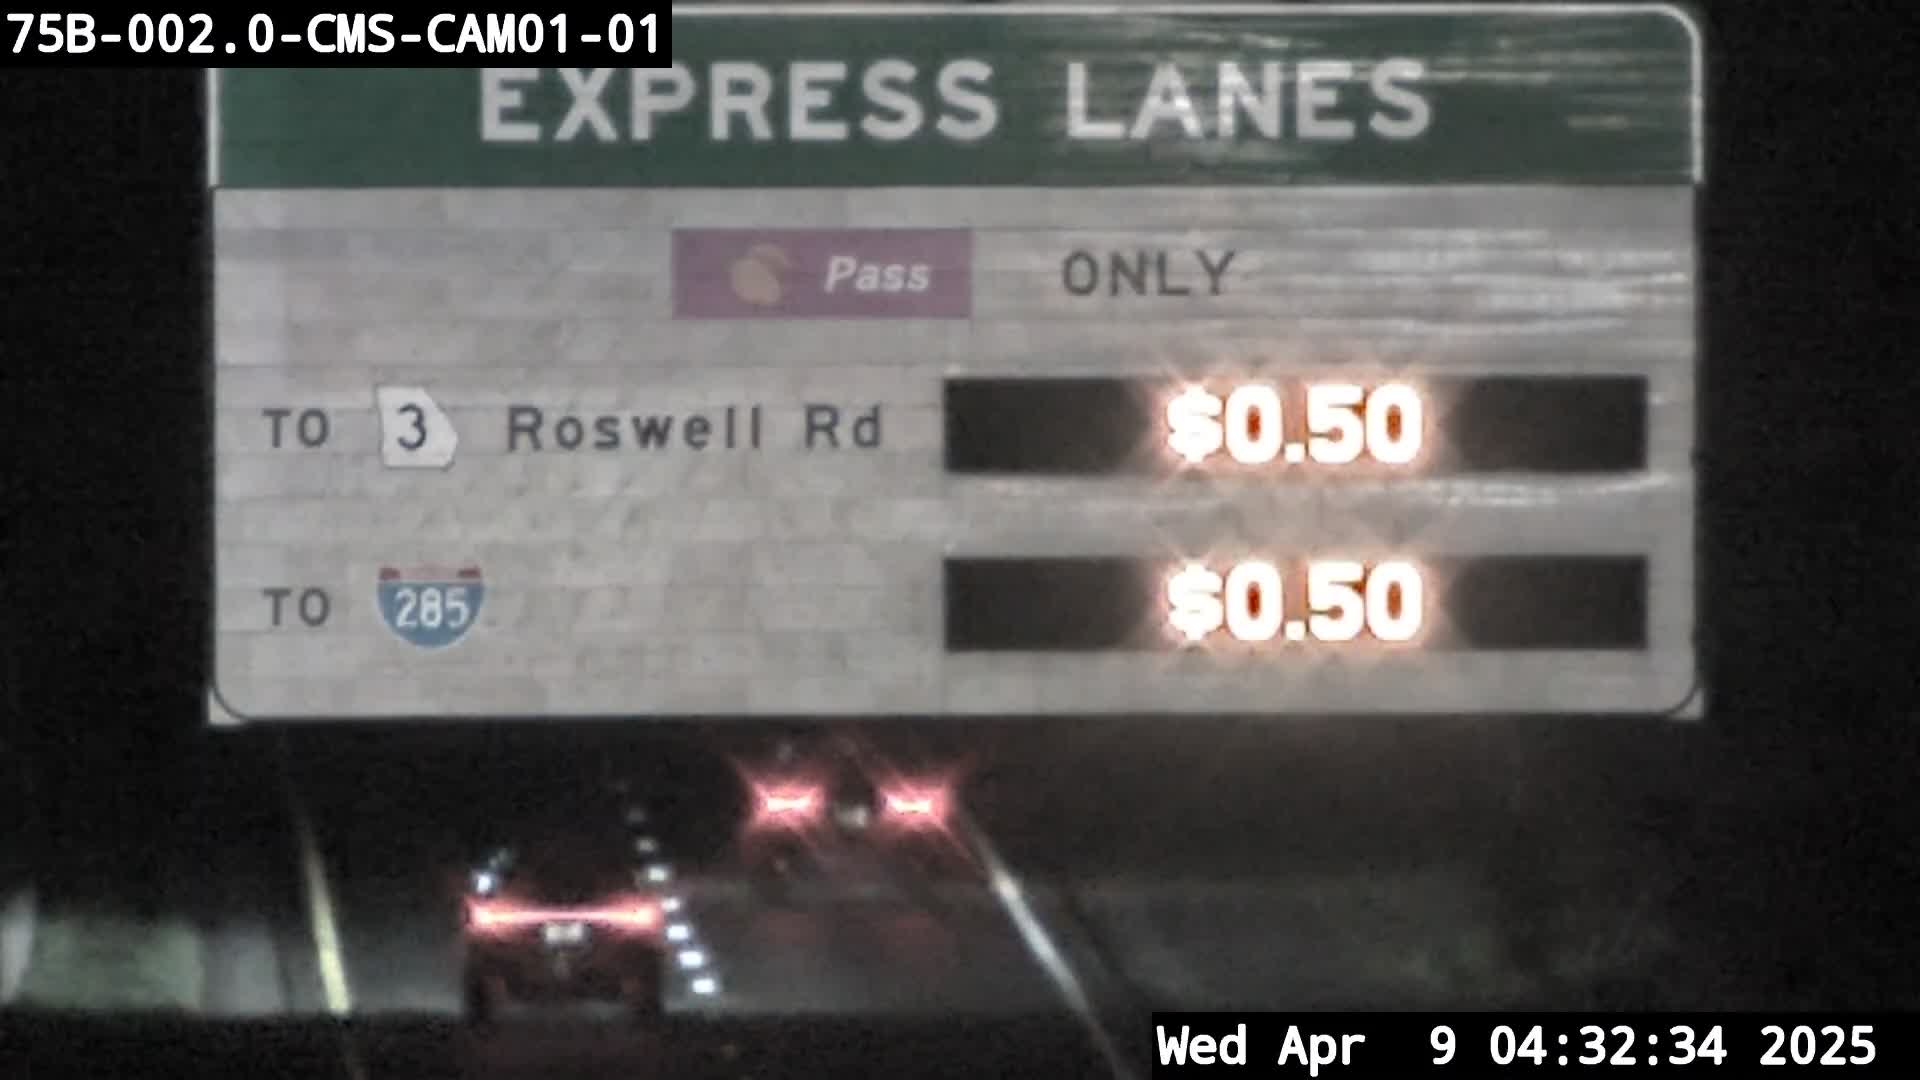 75B-002.0-CMS-CAM01-01
EXPRESS LANES
Pass ONLY
TO 3 Roswell Rd $0.50
TO 285 $0.50
Wed Apr 9 04:32:34 2025